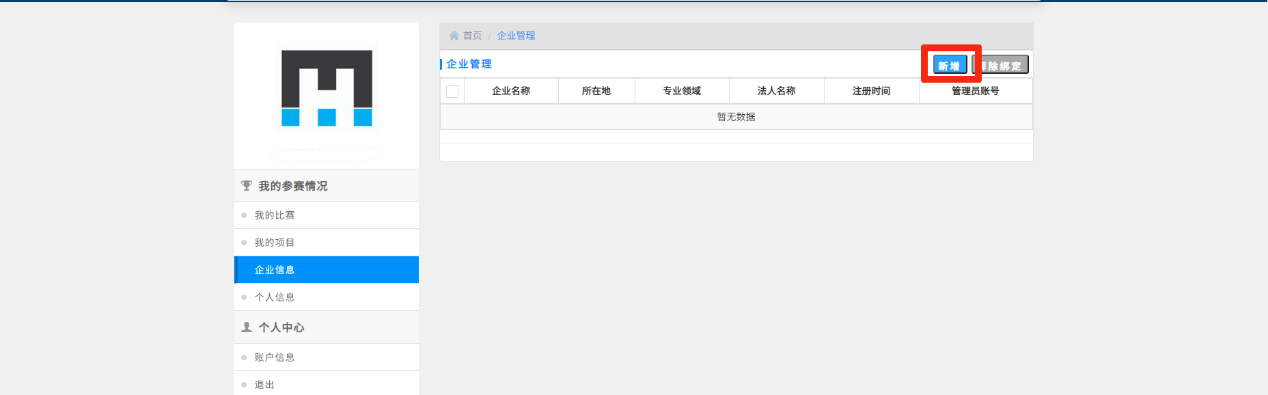 首页 / 企业管理
企业管理
新增 解除绑定
企业名称 所在地 专业领域 法人名称 注册时间 管理员账号
暂无数据
我的参赛情况
我的比赛
我的项目
企业信息
个人信息
个人中心
账户信息
退出